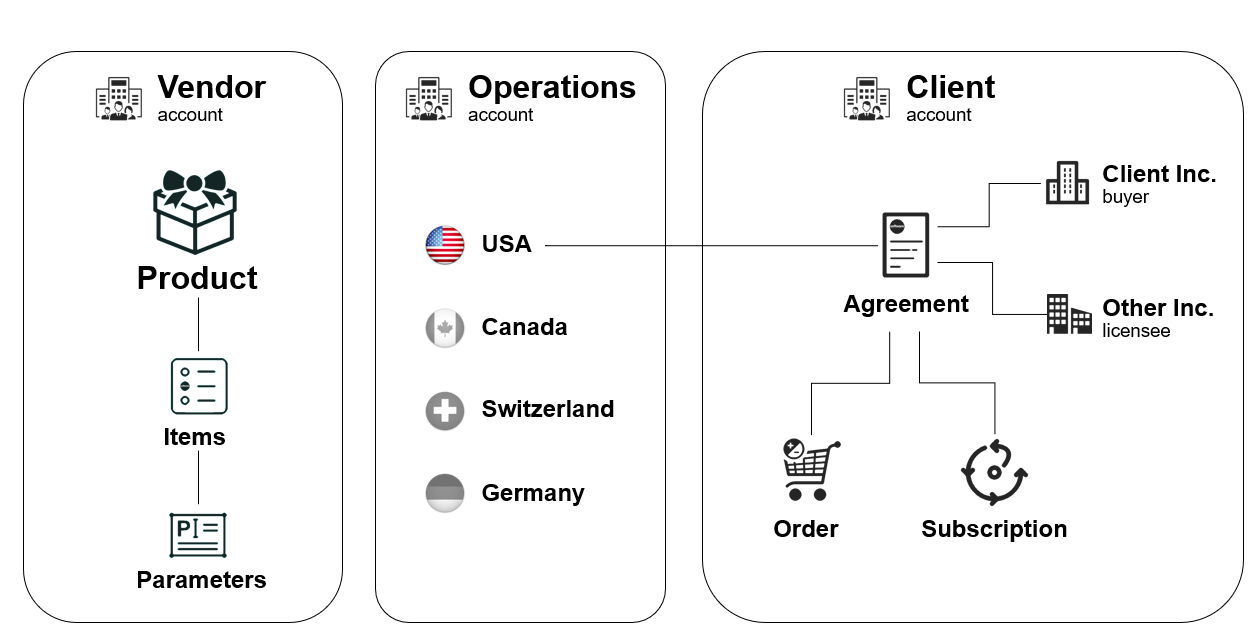 Vendor
account
Product
Items
PI
Parameters
Operations
account
USA
Canada
Switzerland
Germany
Client
account
Client Inc.
buyer
Agreement
Other Inc.
licensee
Order
Subscription